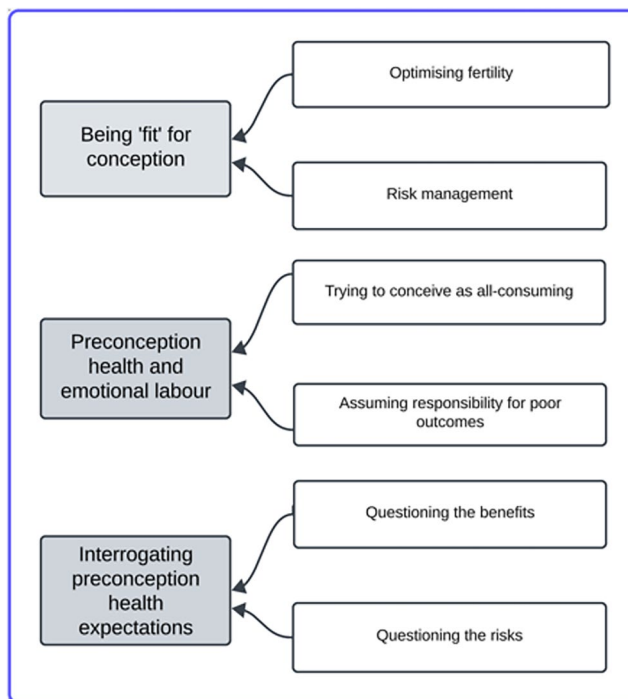 Optimising fertility
Being 'fit' for
conception
Risk management
Trying to conceive as all-consuming
Preconception
health and
emotional labour
Assuming responsibility for poor
outcomes
Questioning the benefits
Interrogating
preconception
health
expectations
Questioning the risks